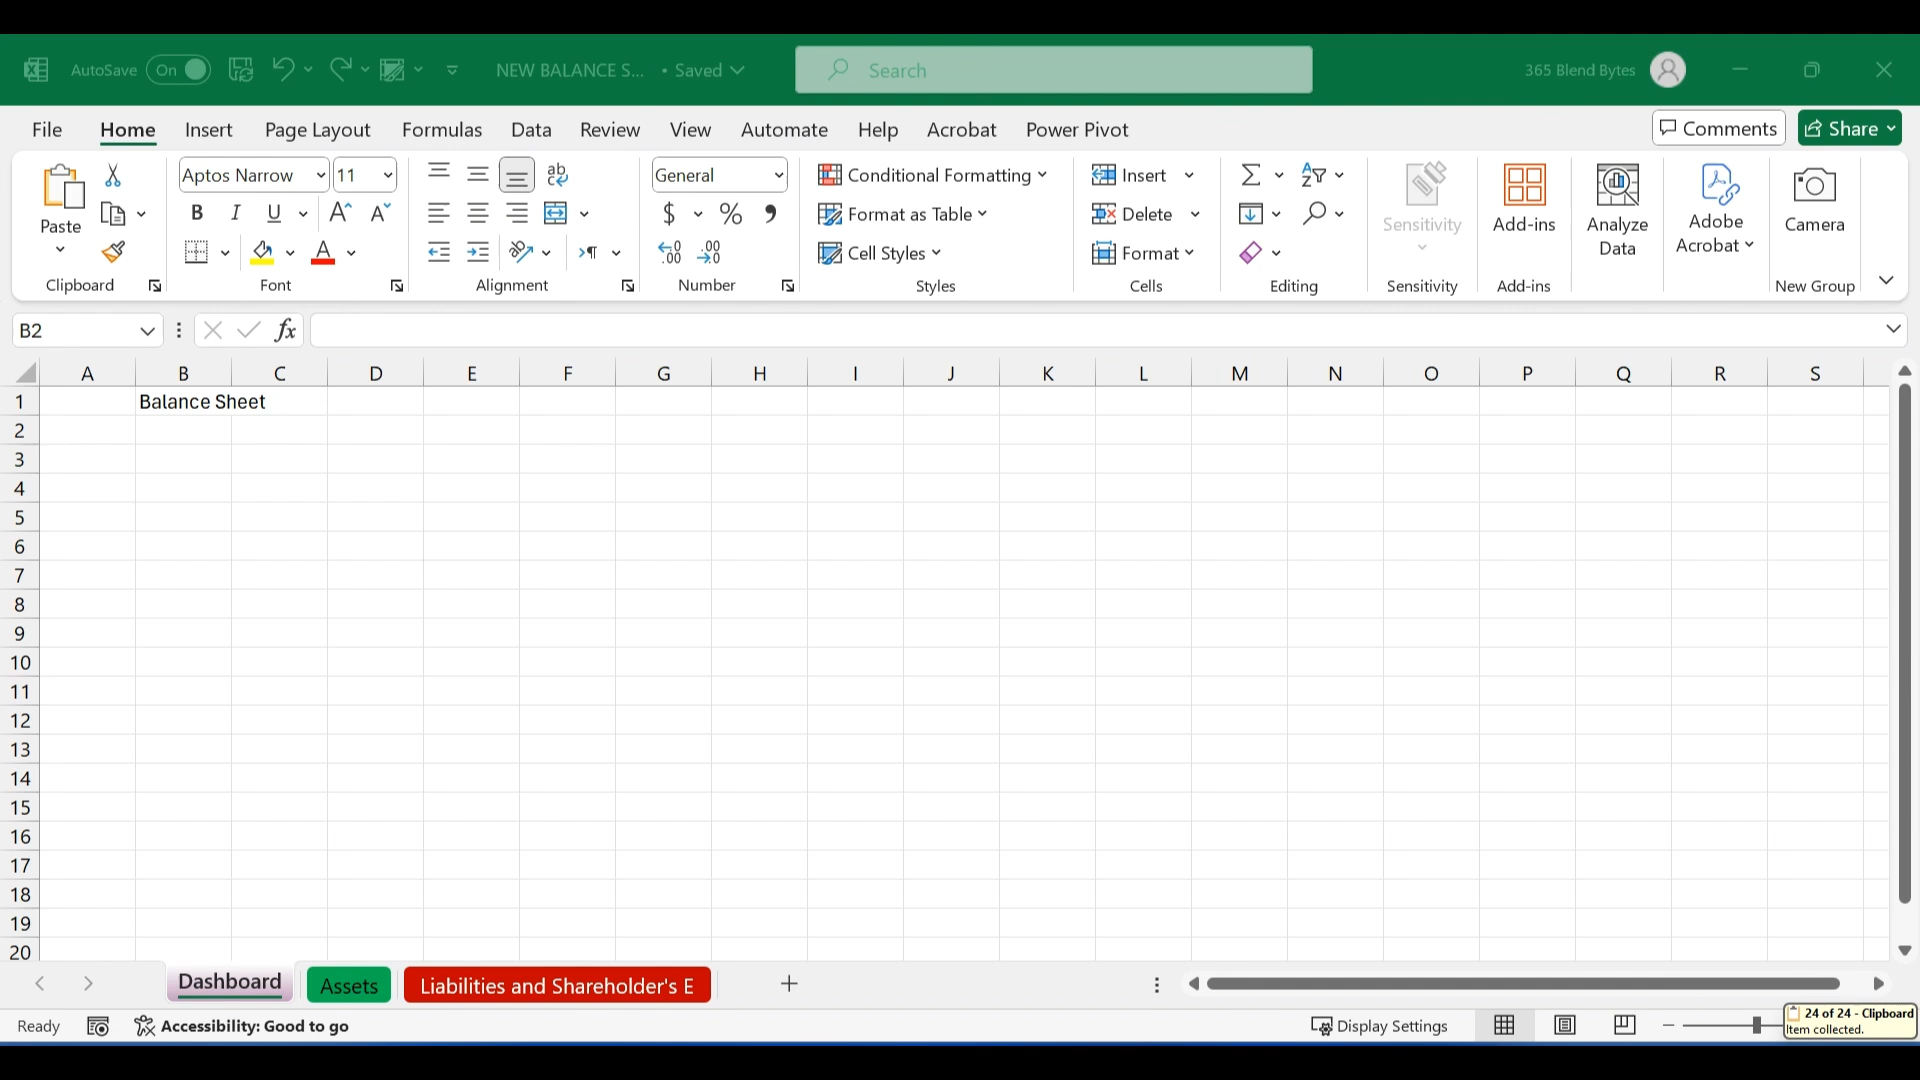 AutoSave On NEW BALANCE S... • Saved Search 365 Blend Bytes
File Home Insert Page Layout Formulas Data Review View Automate Help Acrobat Power Pivot Comments Share
Paste
Clipboard
Aptos Narrow 11
B I U A A
A
Font
ab
Alignment
General
$ % ,
.00 .00
Number
Conditional Formatting
Format as Table
Cell Styles
Styles
Insert
Delete
Format
Cells
Editing
Sensitivity
Sensitivity
Add-ins
Add-ins
Analyze
Data
Adobe
Acrobat
Camera
New Group
B2 fx
A B C D E F G H I J K L M N O P Q R S
1 Balance Sheet
2
3
4
5
6
7
8
9
10
11
12
13
14
15
16
17
18
19
20
Dashboard Assets Liabilities and Shareholder's E
Ready Accessibility: Good to go Display Settings
24 of 24 - Clipboard
Item collected.